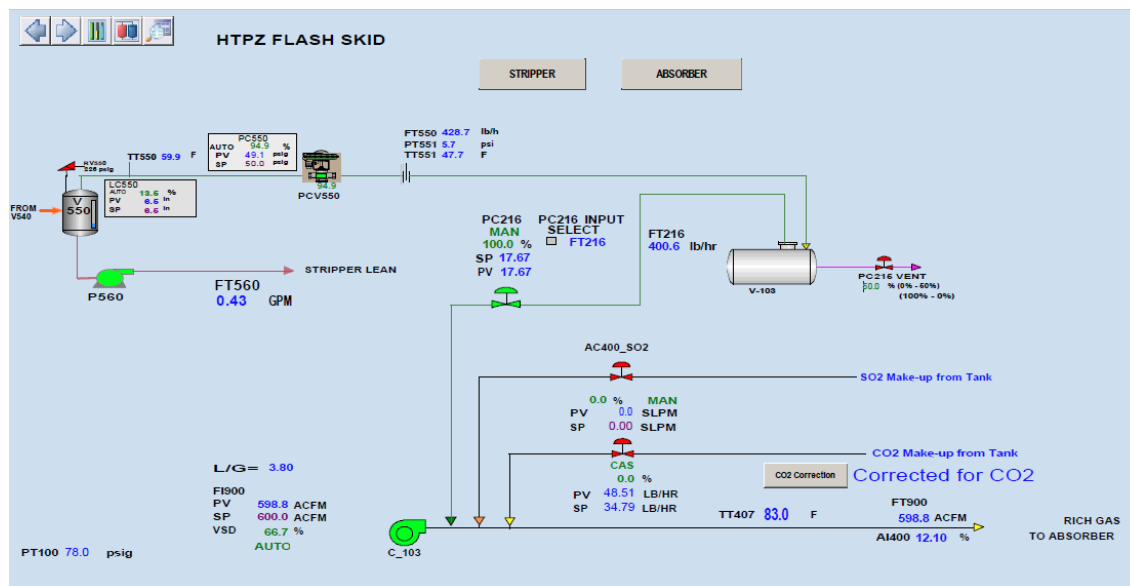 HTPZ FLASH SKID
STRIPPER
ABSORBER
RV550
226 psig
TT550 59.9 F
PC550
AUTO 94.9 %
PV 49.1 psig
SP 50.0 psig
94.9
PCV550
FT550 428.7 lb/h
PT551 5.7 psi
TT551 47.7 F
LC550
AUTO 13.5 %
PV 6.5 in
SP 6.5 in
FROM
V540
V
550
P560
STRIPPER LEAN
FT560
0.43 GPM
PC216
MAN
100.0 %
SP 17.67
PV 17.67
PC216 INPUT
SELECT
FT216
FT216
400.6 lb/hr
V-103
PC215 VENT
50.0 % (0% - 50%)
(100% - 0%)
AC400_SO2
SO2 Make-up from Tank
0.0 % MAN
PV 0.0 SLPM
SP 0.00 SLPM
CO2 Make-up from Tank
CAS
0.0 %
PV 48.51 LB/HR
SP 34.79 LB/HR
CO2 Correction
Corrected for CO2
L/G= 3.80
FI900
PV 598.8 ACFM
SP 600.0 ACFM
VSD 66.7 %
AUTO
C_103
TT407 83.0 F
FT900
598.8 ACFM
AI400 12.10 %
RICH GAS
TO ABSORBER
PT100 78.0 psig